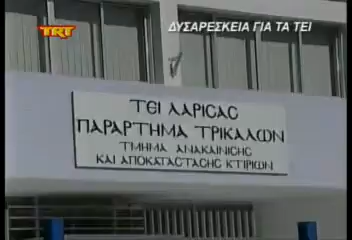 TRT
ΔΥΣΑΡΕΣΚΕΙΑ ΓΙΑ ΤΑ ΤΕΙ
ΤΕΙ ΛΑΡΙΣΑΣ
ΠΑΡΑΡΤΗΜΑ ΤΡΙΚΑΛΩΝ
ΤΜΗΜΑ ΑΝΑΚΑΙΝΙΣΗΣ
ΚΑΙ ΑΠΟΚΑΤΑΣΤΑΣΗΣ ΚΤΙΡΙΩΝ